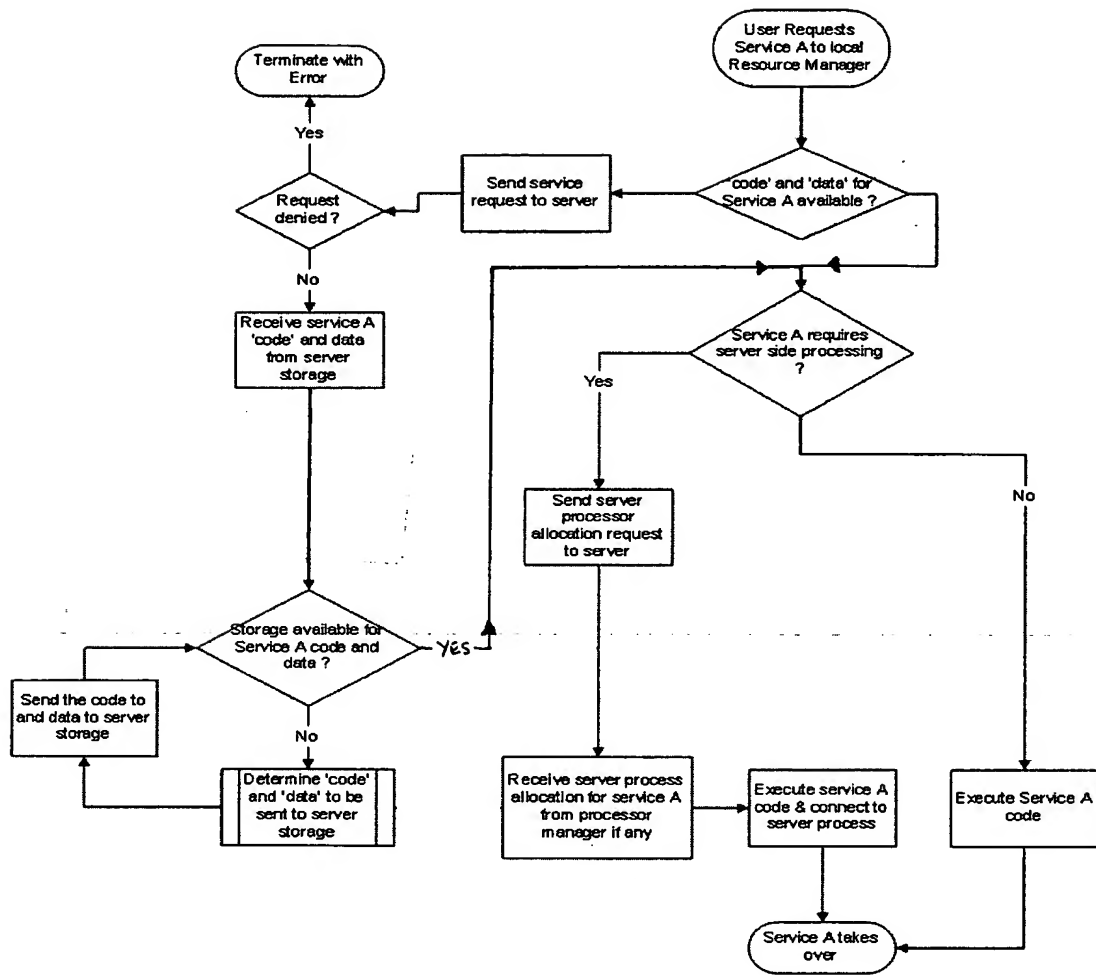 User Requests
Service A to local
Resource Manager
Terminate with
Error
Yes
'code' and 'data' for
Service A available ?
Send service
request to server
Request
denied ?
No
Receive service A
'code' and data
from server
storage
Service A requires
server side processing
?
Yes
No
Send server
processor
allocation request
to server
Storage available for
Service A code and
data ?
YES
Send the code to
and data to server
storage
No
Determine 'code'
and 'data' to be
sent to server
storage
Receive server process
allocation for service A
from processor
manager if any
Execute service A
code & connect to
server process
Execute Service A
code
Service A takes
over